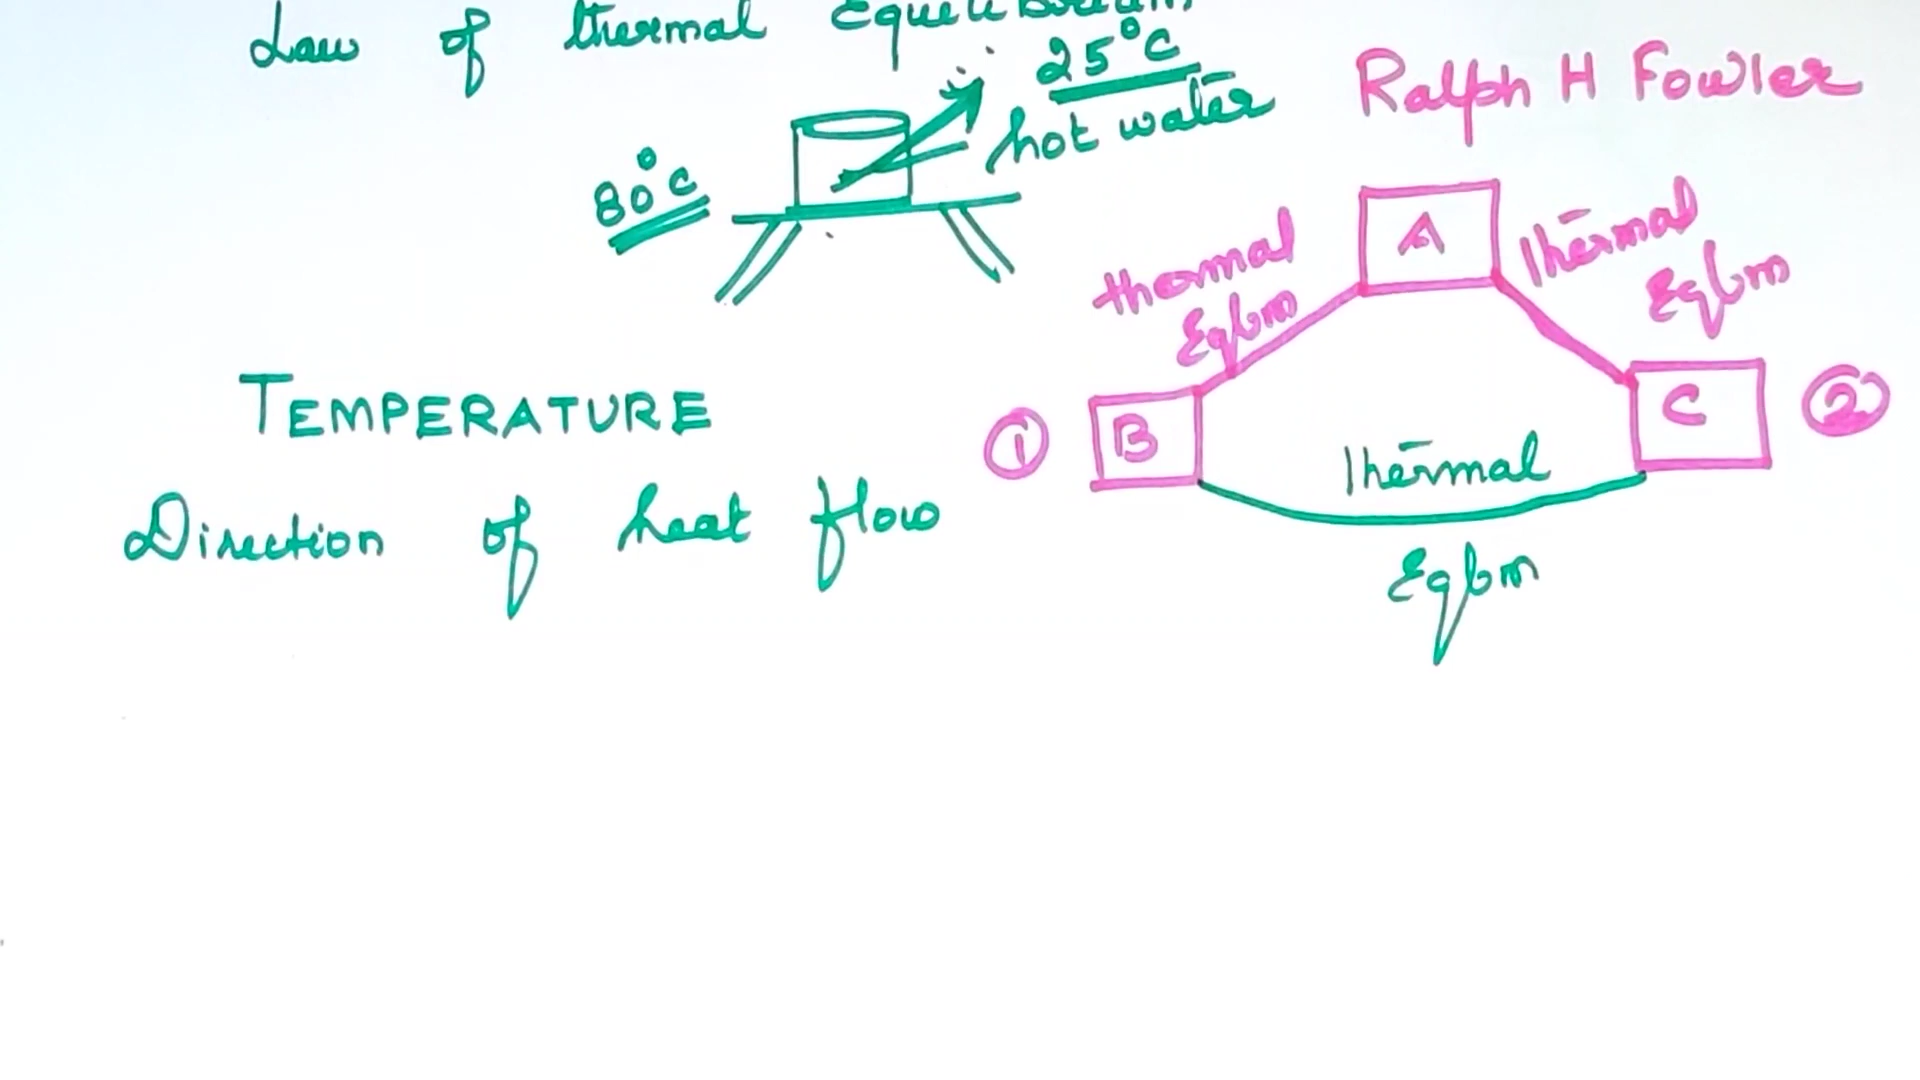 Law of thermal Equilibrium
25°C
hot water
80°C
Ralph H Fowler
A
thermal
Eqbm
thermal
Eqbm
TEMPERATURE
1
B
C
2
thermal
Eqbm
Direction of heat flow